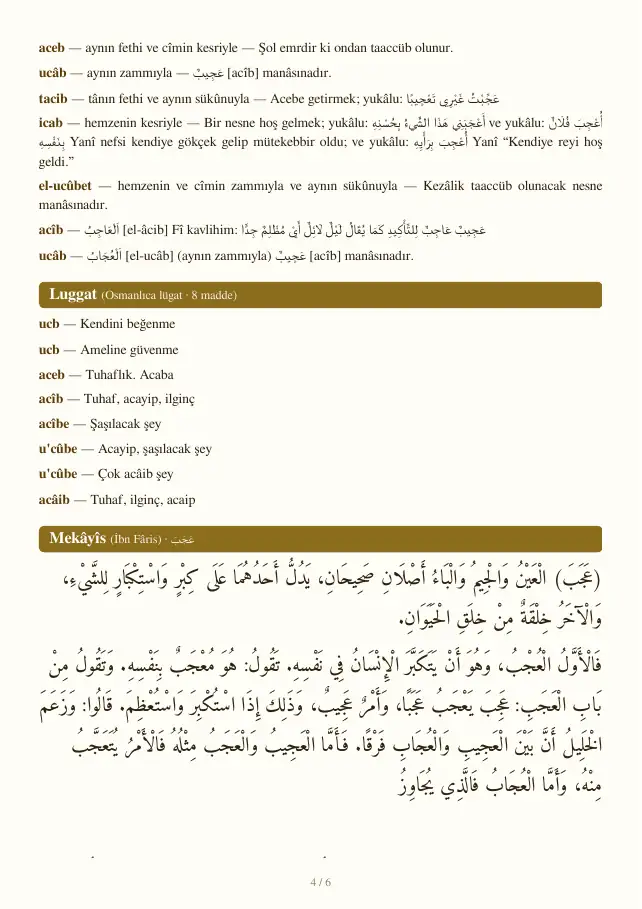 aceb — aynın fethi ve cîmin kesriyle — Şol emrdir ki ondan taaccüb olunur.
ucâb — aynın zammıyla — عَجِيبٌ [acîb] manâsınadır.
tacib — tânın fethi ve aynın sükûnuyla — Acebe getirmek; yukâlu: عَجَّبْتُ غَيْرِي تَعْجِيبًا
icab — hemzenin kesriyle — Bir nesne hoş gelmek; yukâlu: أَعْجَبَنِي هَذَا الشَّيْءُ بِحُسْنِهِ ve yukâlu: أُعْجِبَ فُلَانٌ
بِنَفْسِهِ Yanî nefsi kendiye gökçek gelip mütekebbir oldu; ve yukâlu: أُعْجِبَ بِرَأْيِهِ Yanî “Kendiye reyi hoş
geldi.”
el-ucûbet — hemzenin ve cîmin zammıyla ve aynın sükûnuyla — Kezâlik taaccüb olunacak nesne
manâsınadır.
acîb — اَلْعَاجِبُ [el-âcib] Fî kavlihim: عَجِيبٌ عَاجِبٌ لِلتَّأْكِيدِ كَمَا يُقَالُ لَيْلٌ لَائِلٌ أَيْ مُظْلِمٌ جِدًّا
ucâb — اَلْعُجَابُ [el-ucâb] (aynın zammıyla) عَجِيبٌ [acîb] manâsınadır.
Luggat (Osmanlıca lügat · 8 madde)
ucb — Kendini beğenme
ucb — Ameline güvenme
aceb — Tuhaflık. Acaba
acîb — Tuhaf, acayip, ilginç
acîbe — Şaşılacak şey
u'cûbe — Acayip, şaşılacak şey
u'cûbe — Çok acâib şey
acâib — Tuhaf, ilginç, acaip
Mekâyîs (İbn Fâris) · عَجَبَ
(عَجَبَ) الْعَيْنُ وَالْجِيمُ وَالْبَاءُ أَصْلَانِ صَحِيحَانِ، يَدُلُّ أَحَدُهُمَا عَلَى كِبْرٍ وَاسْتِكْبَارٍ لِلشَّيْءِ،
وَالْآخَرُ خِلْقَةٌ مِنْ خِلَقِ الْحَيَوَانِ.
فَالْأَوَّلُ الْعُجْبُ، وَهُوَ أَنْ يَتَكَبَّرَ الْإِنْسَانُ فِي نَفْسِهِ. تَقُولُ: هُوَ مُعْجَبٌ بِنَفْسِهِ. وَتَقُولُ مِنْ
بَابِ الْعَجَبِ: عَجِبَ يَعْجَبُ عَجَبًا، وَأَمْرٌ عَجِيبٌ، وَذَلِكَ إِذَا اسْتُكْبِرَ وَاسْتُعْظِمَ. قَالُوا: وَزَعَمَ
الْخَلِيلُ أَنَّ بَيْنَ الْعَجِيبِ وَالْعُجَابِ فَرْقًا. فَأَمَّا الْعَجِيبُ وَالْعَجَبُ مِثْلُهُ فَالْأَمْرُ يُتَعَجَّبُ
مِنْهُ، وَأَمَّا الْعُجَابُ فَالَّذِي يُجَاوِزُ
4 / 6